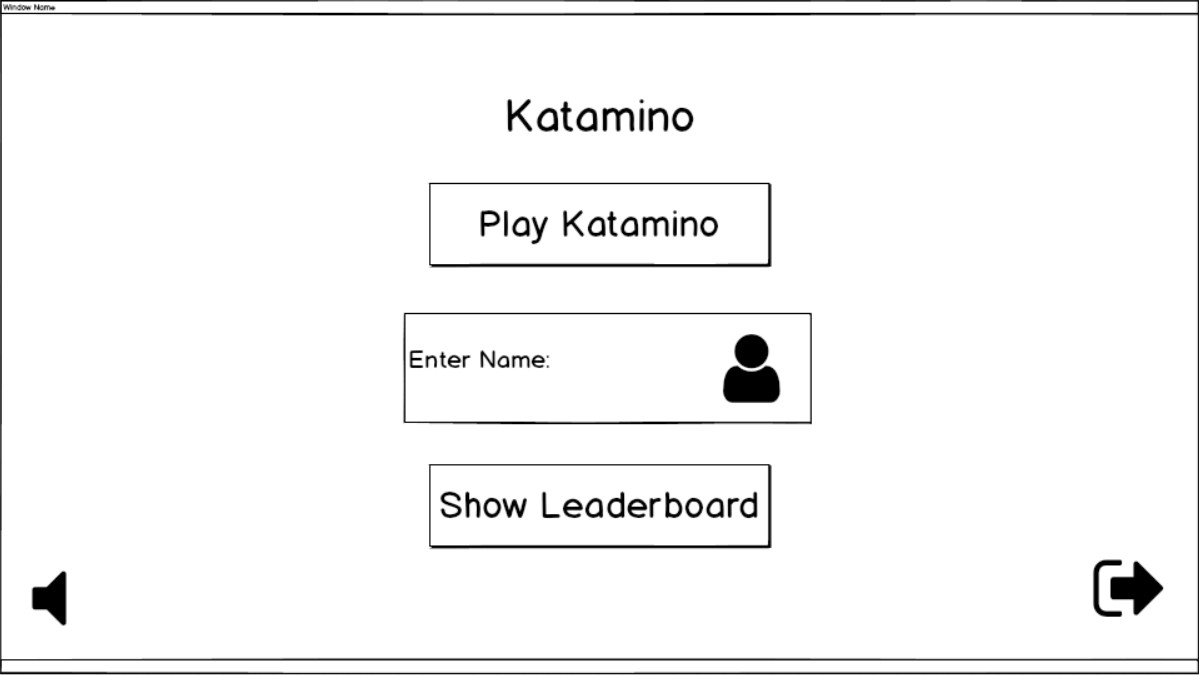 Window Name
Katamino
Play Katamino
Enter Name:
Show Leaderboard